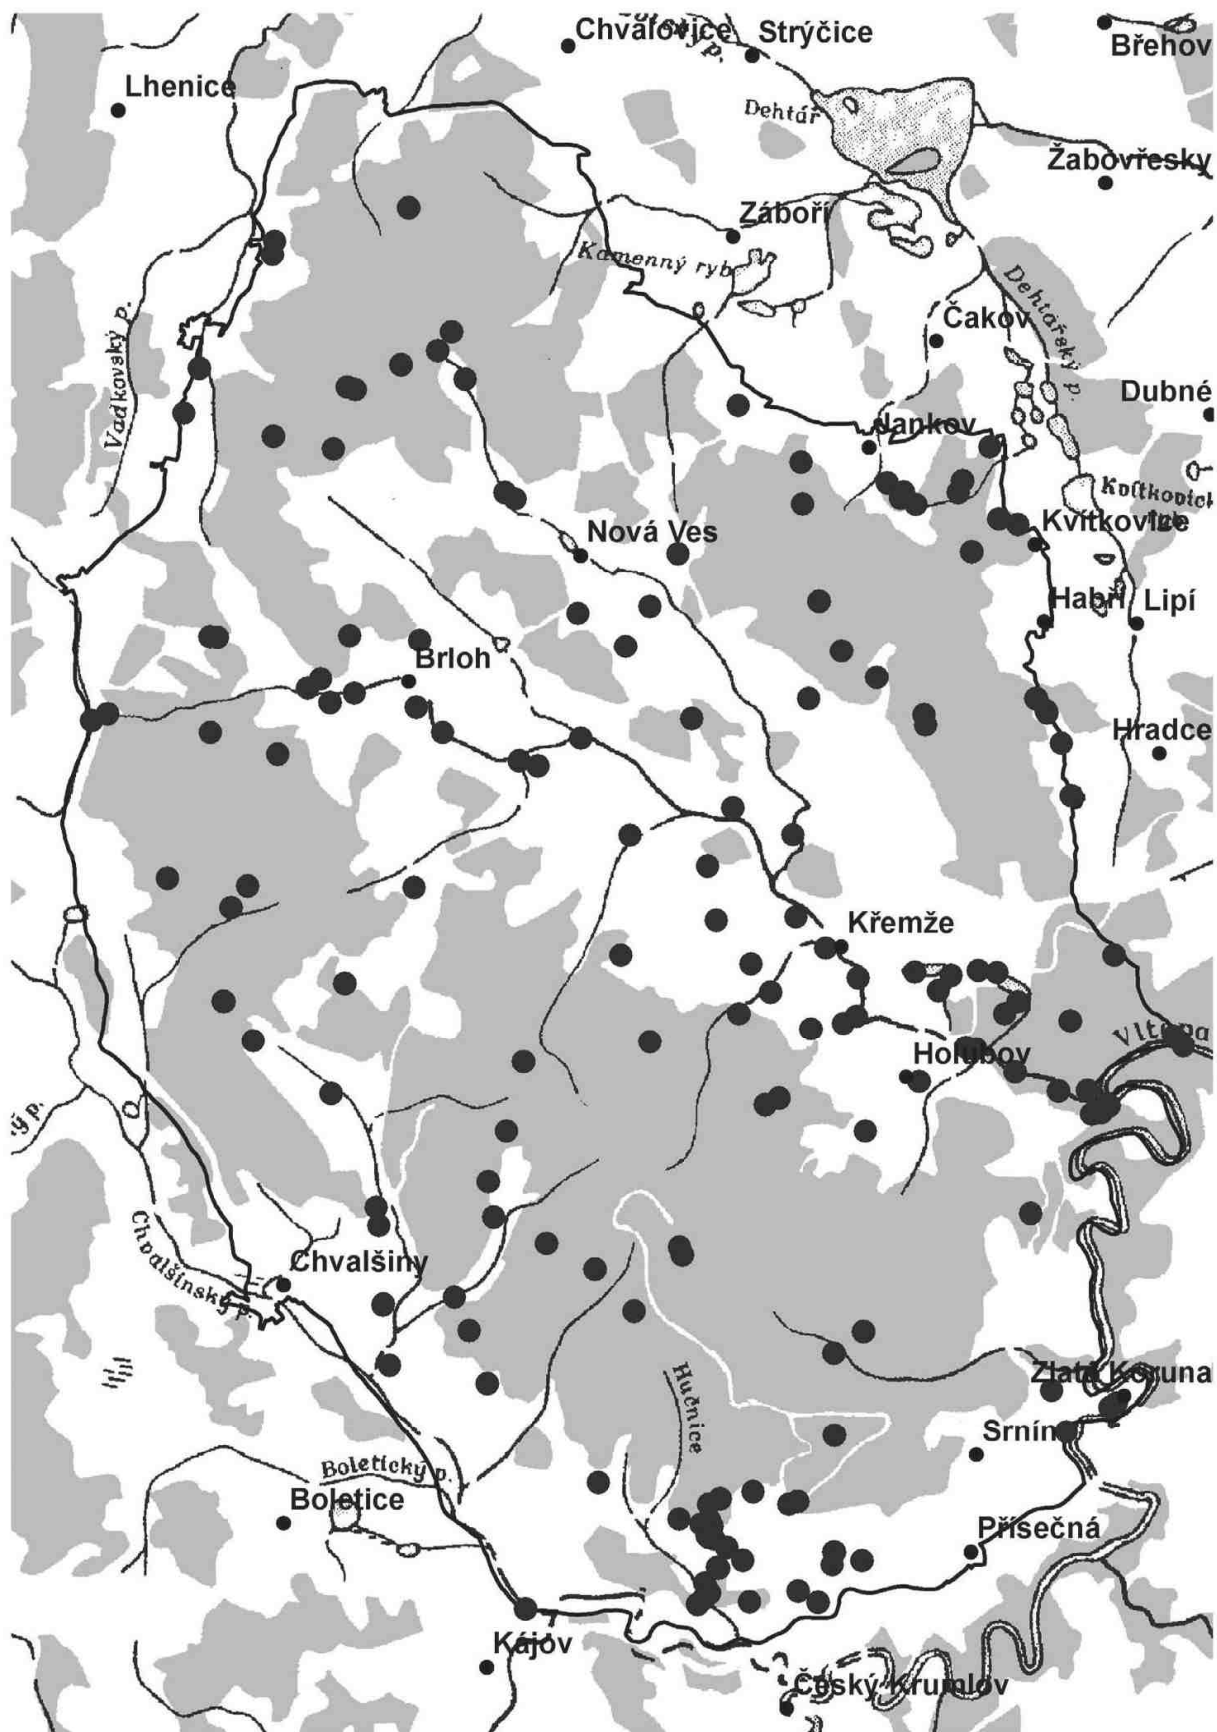 Chvalovice
Strýčice
Břehov
Lhenice
Dehtář
Žabovřesky
Záboří
Kamenný ryb
Dehtářský p.
Čakov
Vadkovský p.
Dubné
Jankov
Kvítkovick
Nová Ves
Kvítkovice
Habří
Lipí
Brloh
Hradce
Křemže
Vltava
Holubov
ý p.
Chvalšiny
Chvalšinský p.
Zlatá Koruna
Hučnice
Srnín
Boletický p.
Boletice
Přísečná
Kájov
Český Krumlov